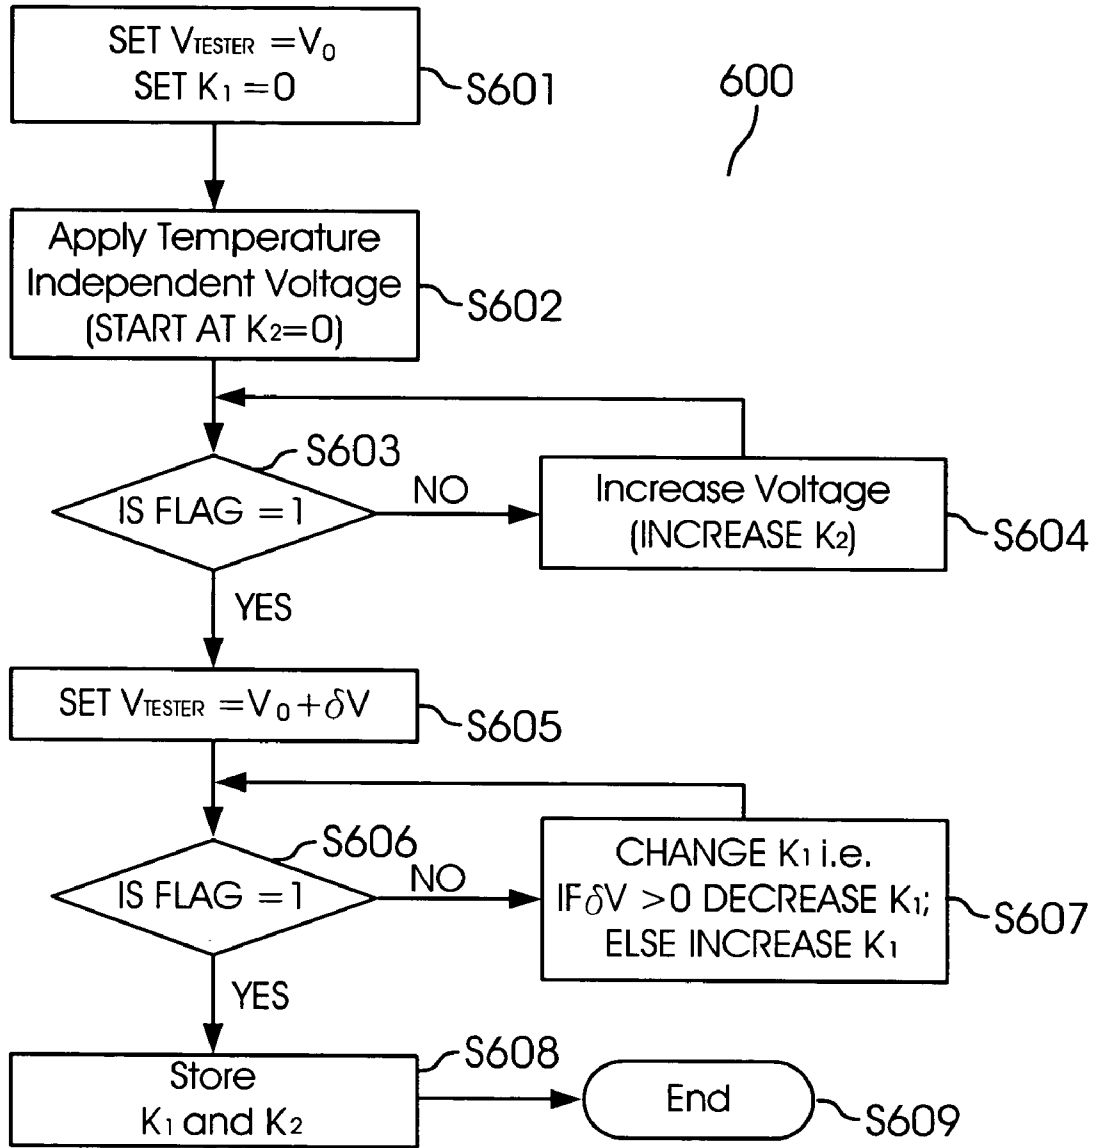 SET VTESTER = V0
SET K1 = 0
S601
600
Apply Temperature
Independent Voltage
(START AT K2=0)
S602
S603
IS FLAG = 1
NO
Increase Voltage
(INCREASE K2)
S604
YES
SET VTESTER = V0 + δV
S605
S606
IS FLAG = 1
NO
CHANGE K1 i.e.
IF δV >0 DECREASE K1;
ELSE INCREASE K1
S607
YES
Store
K1 and K2
S608
End
S609